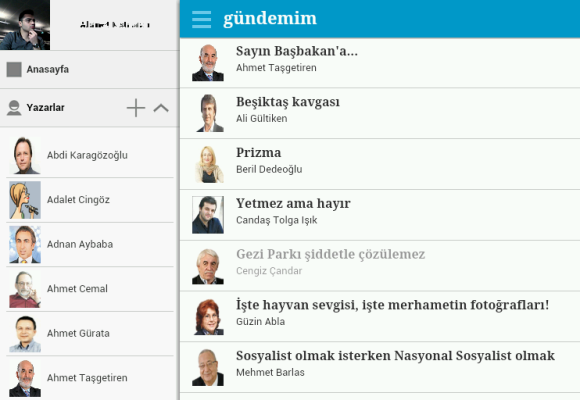 Anasayfa
Yazarlar
Abdi Karagözoğlu
Adalet Cingöz
Adnan Aybaba
Ahmet Cemal
Ahmet Gürata
Ahmet Taşgetiren
gündemim
Sayın Başbakan'a...
Ahmet Taşgetiren
Beşiktaş kavgası
Ali Gültiken
Prizma
Beril Dedeoğlu
Yetmez ama hayır
Candaş Tolga Işık
Gezi Parkı şiddetle çözülemez
Cengiz Çandar
İşte hayvan sevgisi, işte merhametin fotoğrafları!
Güzin Abla
Sosyalist olmak isterken Nasyonal Sosyalist olmak
Mehmet Barlas